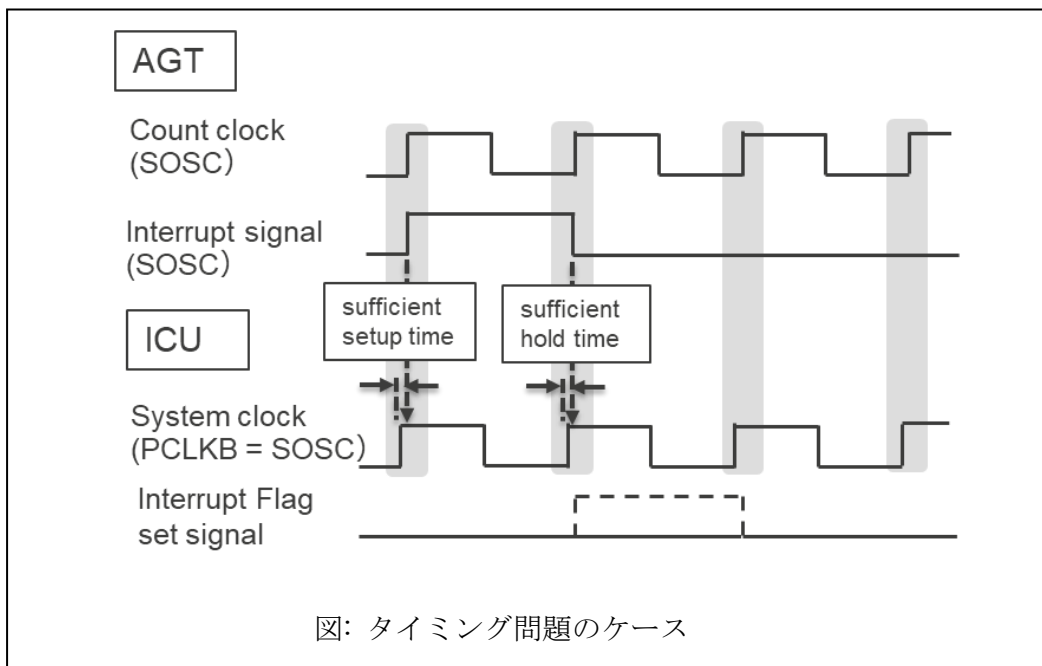 AGT
Count clock
(SOSC）
Interrupt signal
(SOSC）
sufficient
setup time
sufficient
hold time
ICU
System clock
(PCLKB = SOSC）
Interrupt Flag
set signal
図: タイミング問題のケース